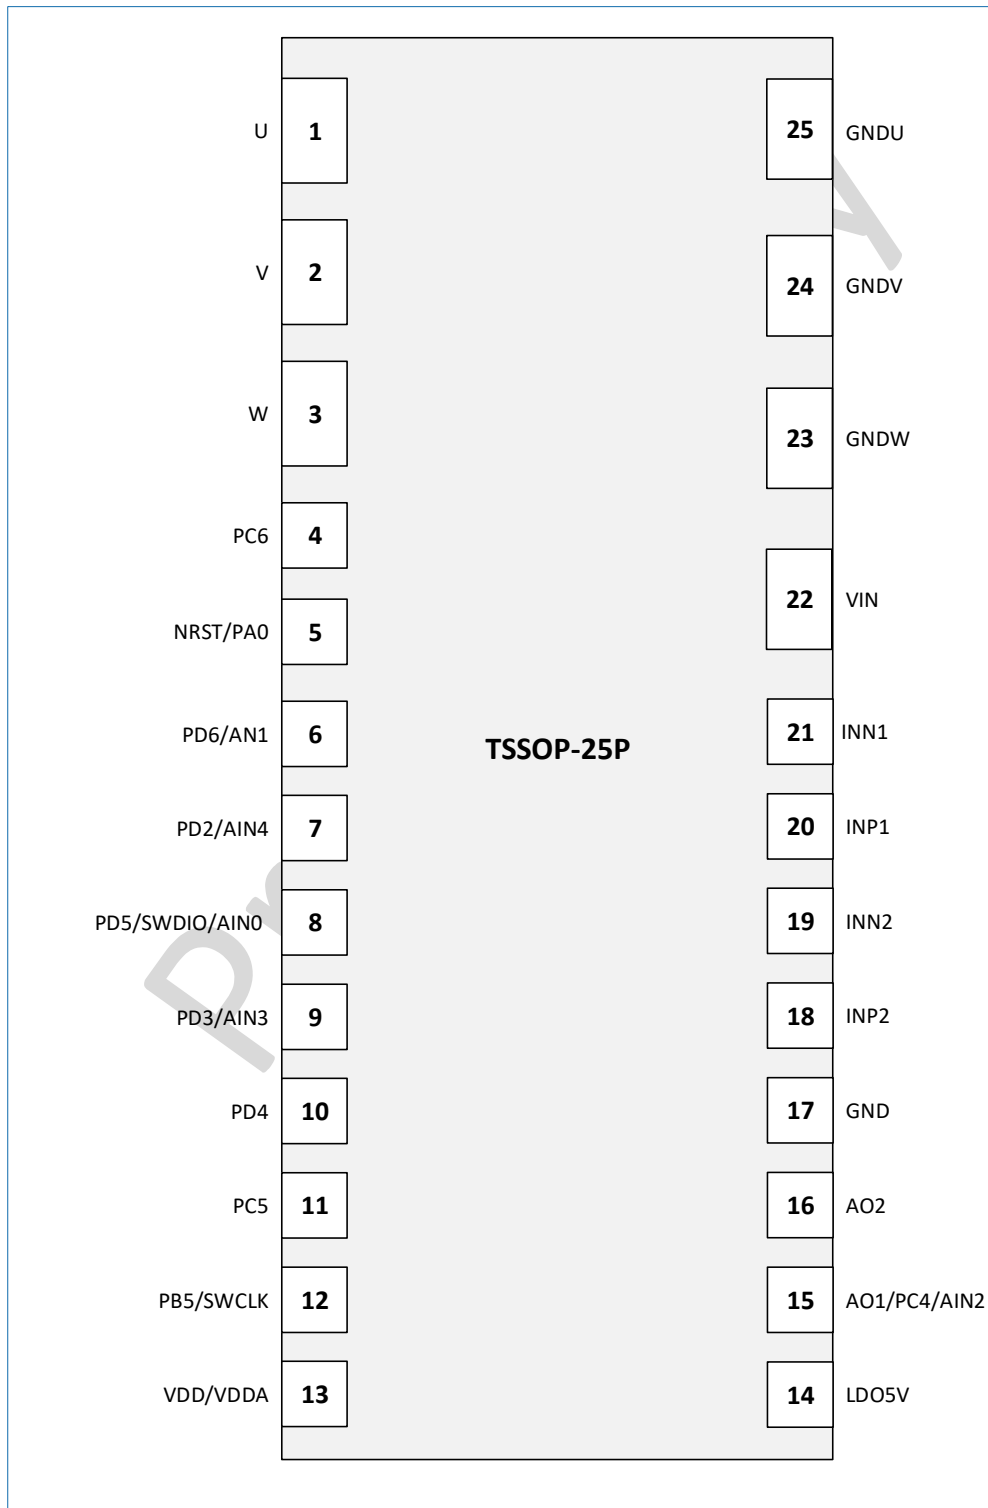 U 1 25 GNDU
V 2 24 GNDV
W 3 23 GNDW
PC6 4 22 VIN
NRST/PA0 5
PD6/AN1 6 TSSOP-25P 21 INN1
PD2/AIN4 7 20 INP1
PD5/SWDIO/AIN0 8 19 INN2
PD3/AIN3 9 18 INP2
PD4 10 17 GND
PC5 11 16 AO2
PB5/SWCLK 12 15 AO1/PC4/AIN2
VDD/VDDA 13 14 LDO5V